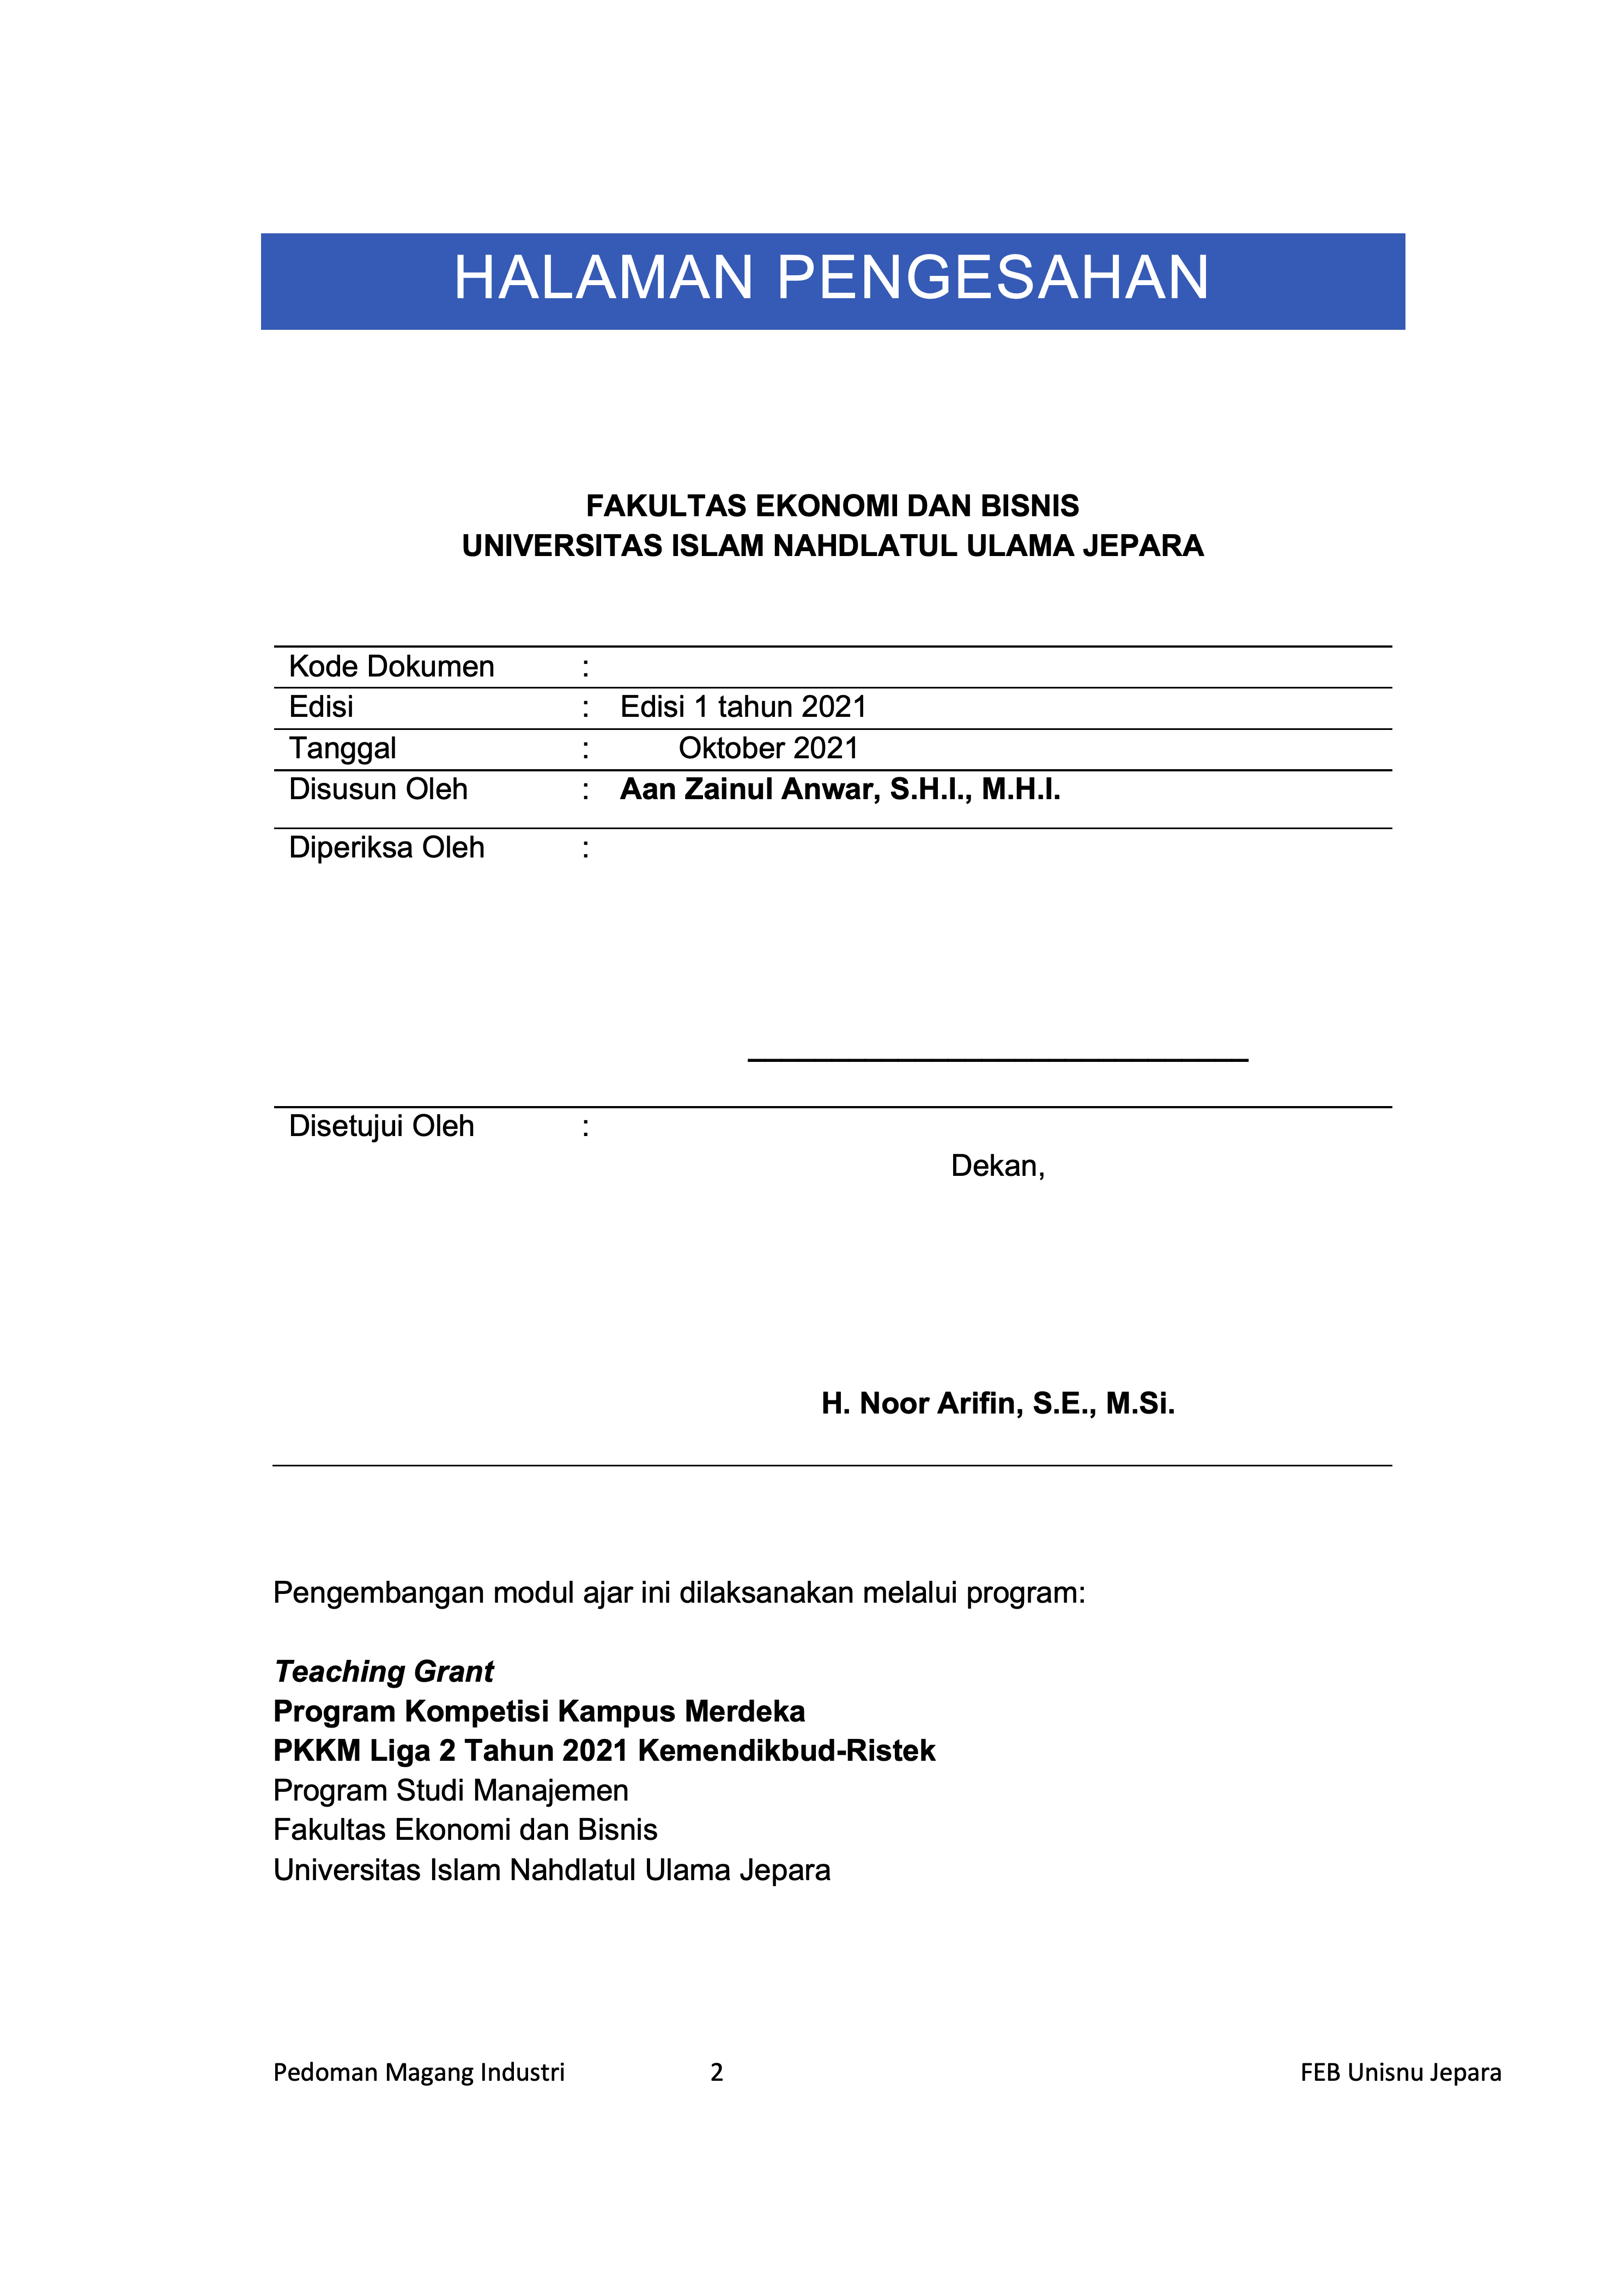 HALAMAN PENGESAHAN
FAKULTAS EKONOMI DAN BISNIS
UNIVERSITAS ISLAM NAHDLATUL ULAMA JEPARA
Kode Dokumen :
Edisi : Edisi 1 tahun 2021
Tanggal : Oktober 2021
Disusun Oleh : Aan Zainul Anwar, S.H.I., M.H.I.
Diperiksa Oleh :
Disetujui Oleh :
Dekan,
H. Noor Arifin, S.E., M.Si.
Pengembangan modul ajar ini dilaksanakan melalui program:
Teaching Grant
Program Kompetisi Kampus Merdeka
PKKM Liga 2 Tahun 2021 Kemendikbud-Ristek
Program Studi Manajemen
Fakultas Ekonomi dan Bisnis
Universitas Islam Nahdlatul Ulama Jepara
Pedoman Magang Industri 2 FEB Unisnu Jepara